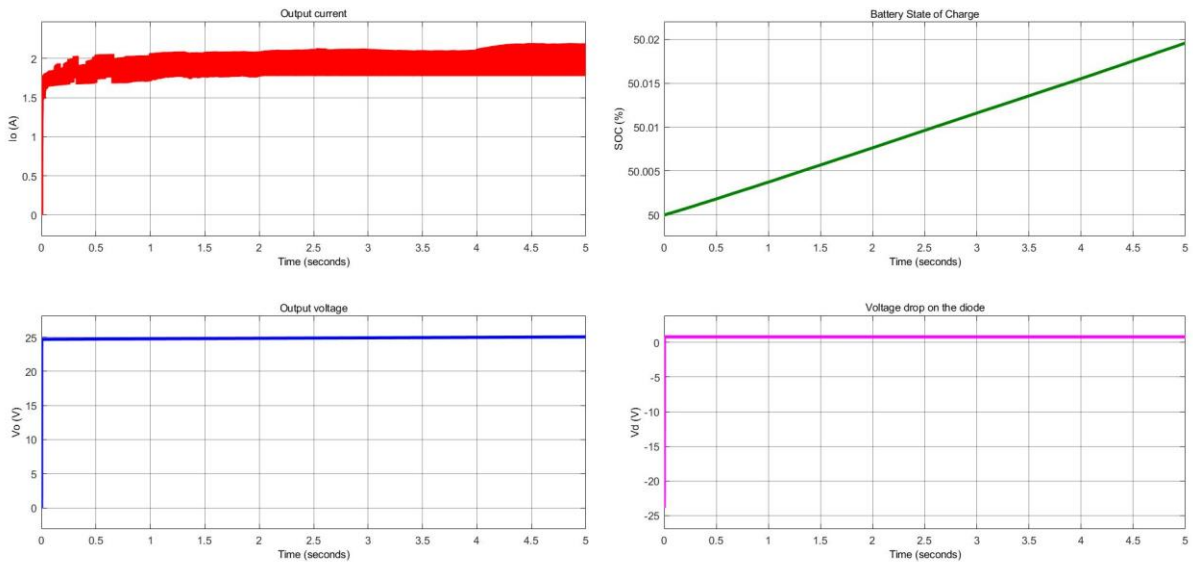 Output current
2
1.5
1
0.5
0
Io (A)
0 0.5 1 1.5 2 2.5 3 3.5 4 4.5 5
Time (seconds)
Battery State of Charge
50.02
50.015
50.01
50.005
50
SOC (%)
0 0.5 1 1.5 2 2.5 3 3.5 4 4.5 5
Time (seconds)
Output voltage
25
20
15
10
5
0
Vo (V)
0 0.5 1 1.5 2 2.5 3 3.5 4 4.5 5
Time (seconds)
Voltage drop on the diode
0
-5
-10
-15
-20
-25
Vd (V)
0 0.5 1 1.5 2 2.5 3 3.5 4 4.5 5
Time (seconds)